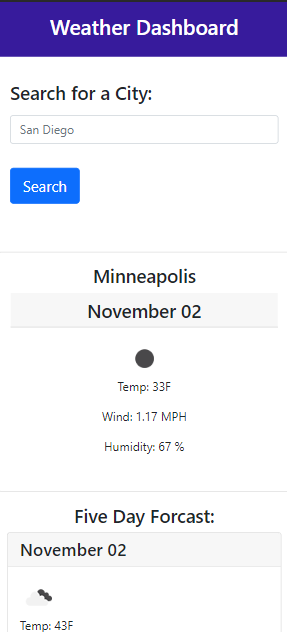 Weather Dashboard
Search for a City:
San Diego
Search
Minneapolis
November 02
Temp: 33F
Wind: 1.17 MPH
Humidity: 67 %
Five Day Forcast:
November 02
Temp: 43F